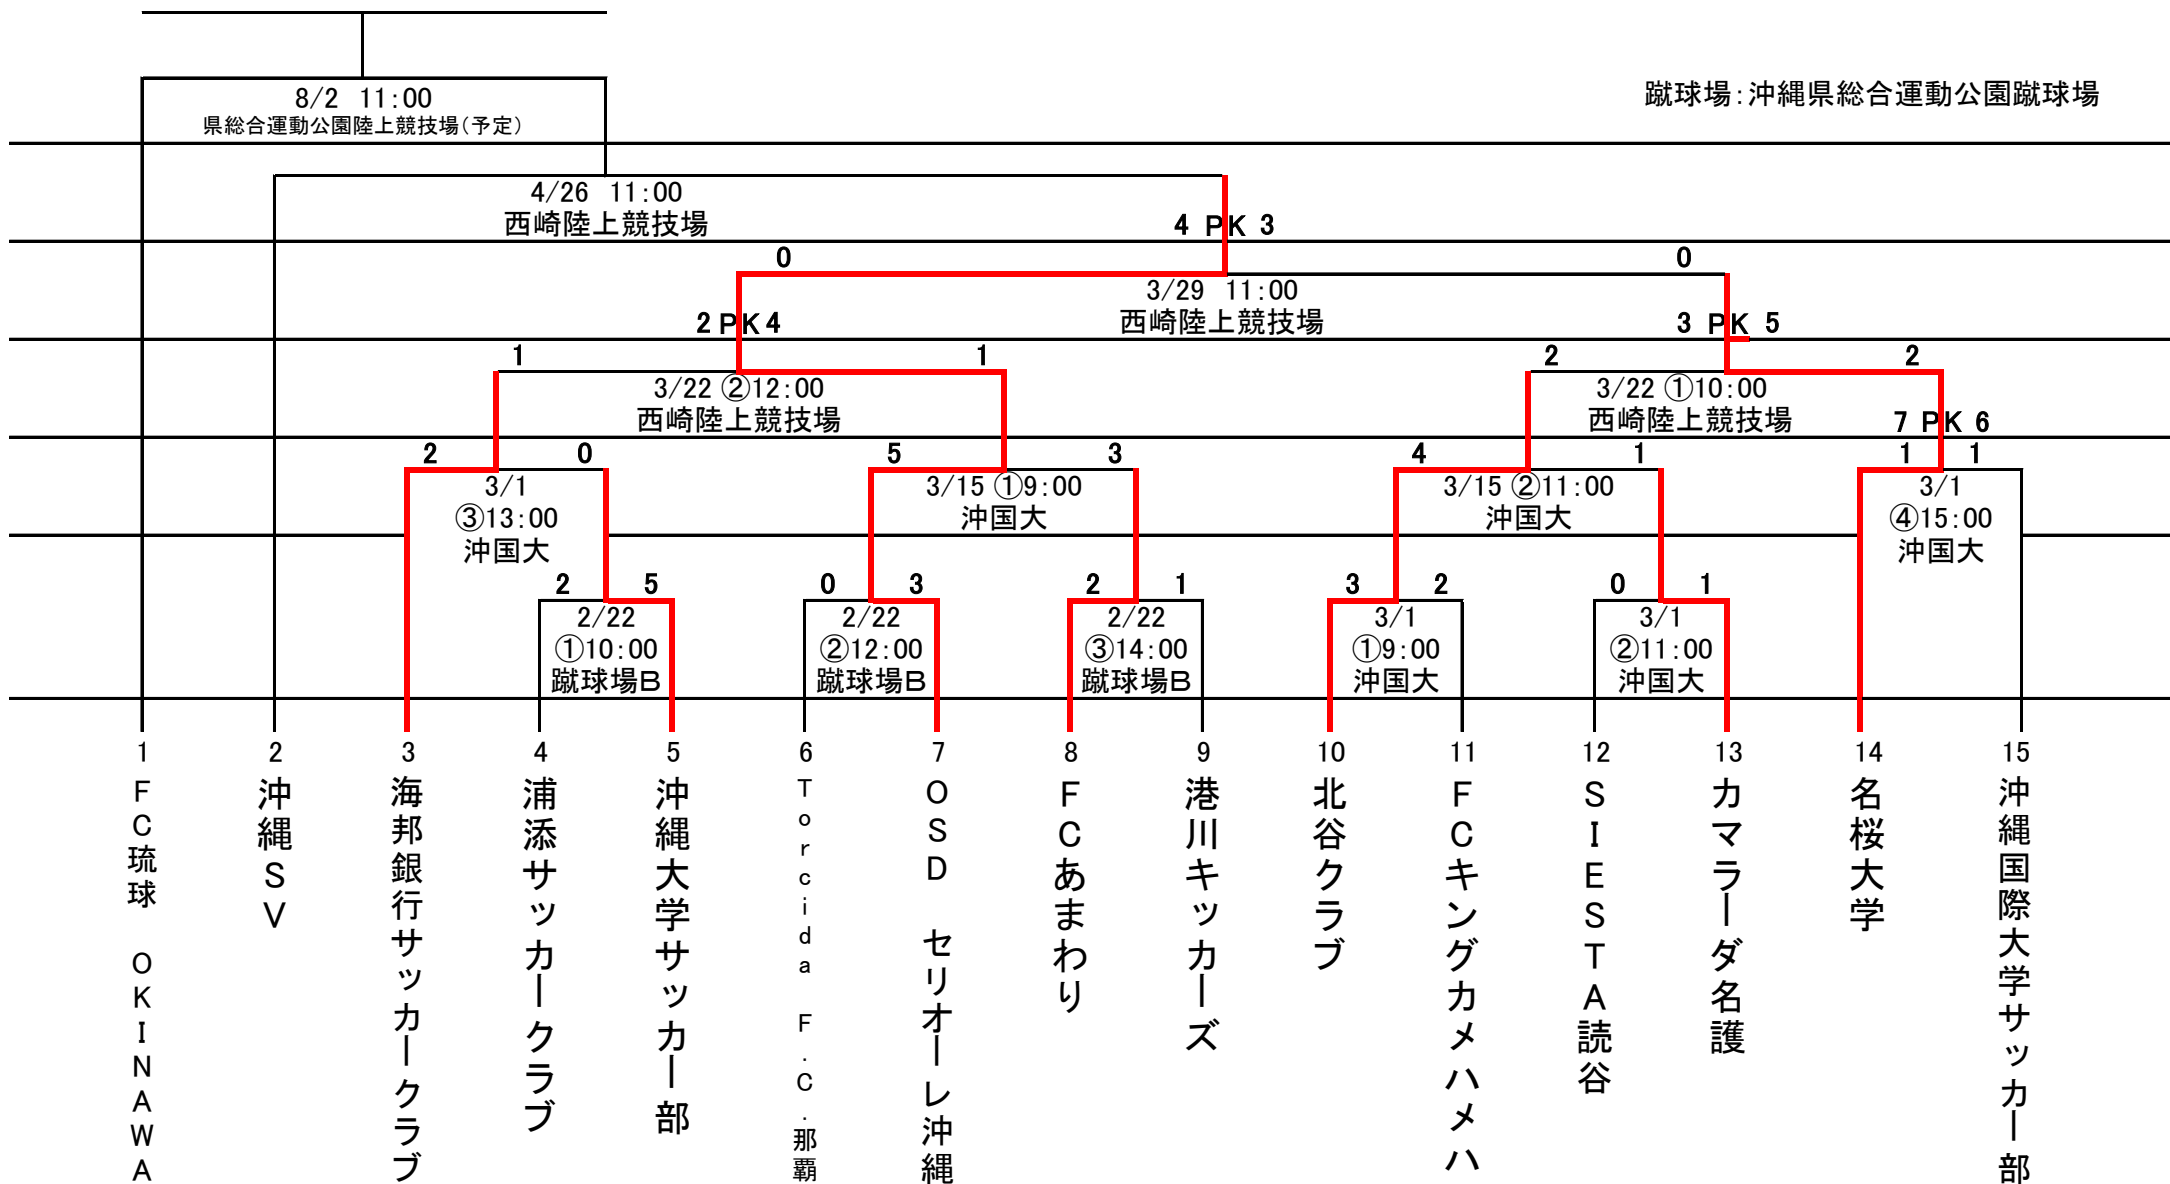 8/2 11:00
県総合運動公園陸上競技場(予定)
蹴球場:沖縄県総合運動公園蹴球場
4/26 11:00
西崎陸上競技場
4 PK 3
0 0
3/29 11:00
西崎陸上競技場
2 PK 4
3 PK 5
1 1
2 2
3/22 ②12:00
西崎陸上競技場
3/22 ①10:00
西崎陸上競技場
7 PK 6
2 0
5 3
4 1
1 1
3/1
③13:00
沖国大
3/15 ①9:00
沖国大
3/15 ②11:00
沖国大
3/1
④15:00
沖国大
2 5
0 3
2 1
3 2
0 1
2/22
①10:00
蹴球場B
2/22
②12:00
蹴球場B
2/22
③14:00
蹴球場B
3/1
①9:00
沖国大
3/1
②11:00
沖国大
1 2 3 4 5 6 7 8 9 10 11 12 13 14 15
FC琉球 OKINAWA
沖縄SV
海邦銀行サッカークラブ
浦添サッカークラブ
沖縄大学サッカー部
Torcida F.C.那覇
OSD セリオーレ沖縄
FCあまわり
港川キッカーズ
北谷クラブ
FCキングカメハメハ
SIESTA読谷
カマラーダ名護
名桜大学
沖縄国際大学サッカー部